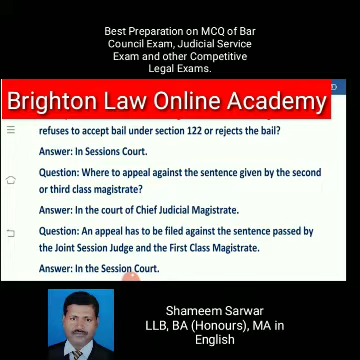 Best Preparation on MCQ of Bar
Council Exam, Judicial Service
Exam and other Competitive
Legal Exams.
Brighton Law Online Academy
refuses to accept bail under section 122 or rejects the bail?
Answer: In Sessions Court.
Question: Where to appeal against the sentence given by the second
or third class magistrate?
Answer: In the court of Chief Judicial Magistrate.
Question: An appeal has to be filed against the sentence passed by
the Joint Session Judge and the First Class Magistrate.
Answer: In the Session Court.
Shameem Sarwar
LLB, BA (Honours), MA in
English